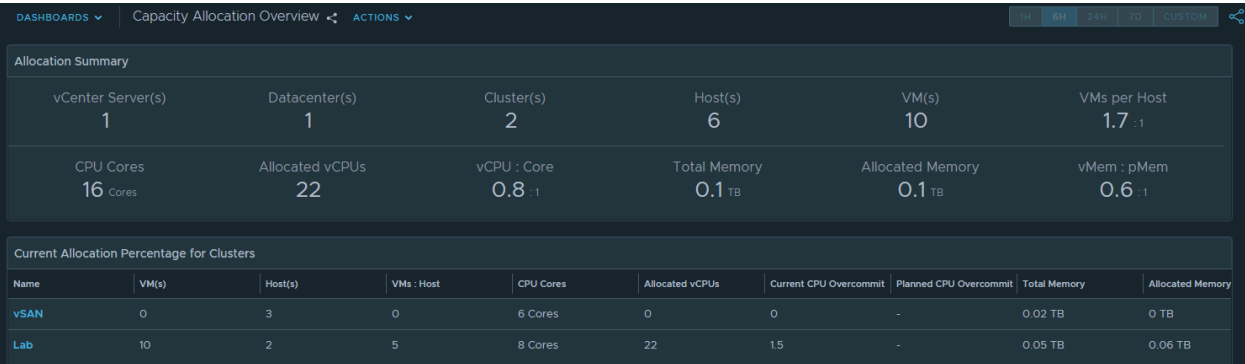 DASHBOARDS Capacity Allocation Overview ACTIONS 1H 6H 24H 7D CUSTOM
Allocation Summary
vCenter Server(s) Datacenter(s) Cluster(s) Host(s) VM(s) VMs per Host
1 1 2 6 10 1.7 :1
CPU Cores Allocated vCPUs vCPU : Core Total Memory Allocated Memory vMem : pMem
16 Cores 22 0.8 :1 0.1 TB 0.1 TB 0.6 :1
Current Allocation Percentage for Clusters
Name VM(s) Host(s) VMs : Host CPU Cores Allocated vCPUs Current CPU Overcommit Planned CPU Overcommit Total Memory Allocated Memory
vSAN 0 3 0 6 Cores 0 0 - 0.02 TB 0 TB
Lab 10 2 5 8 Cores 22 1.5 - 0.05 TB 0.06 TB